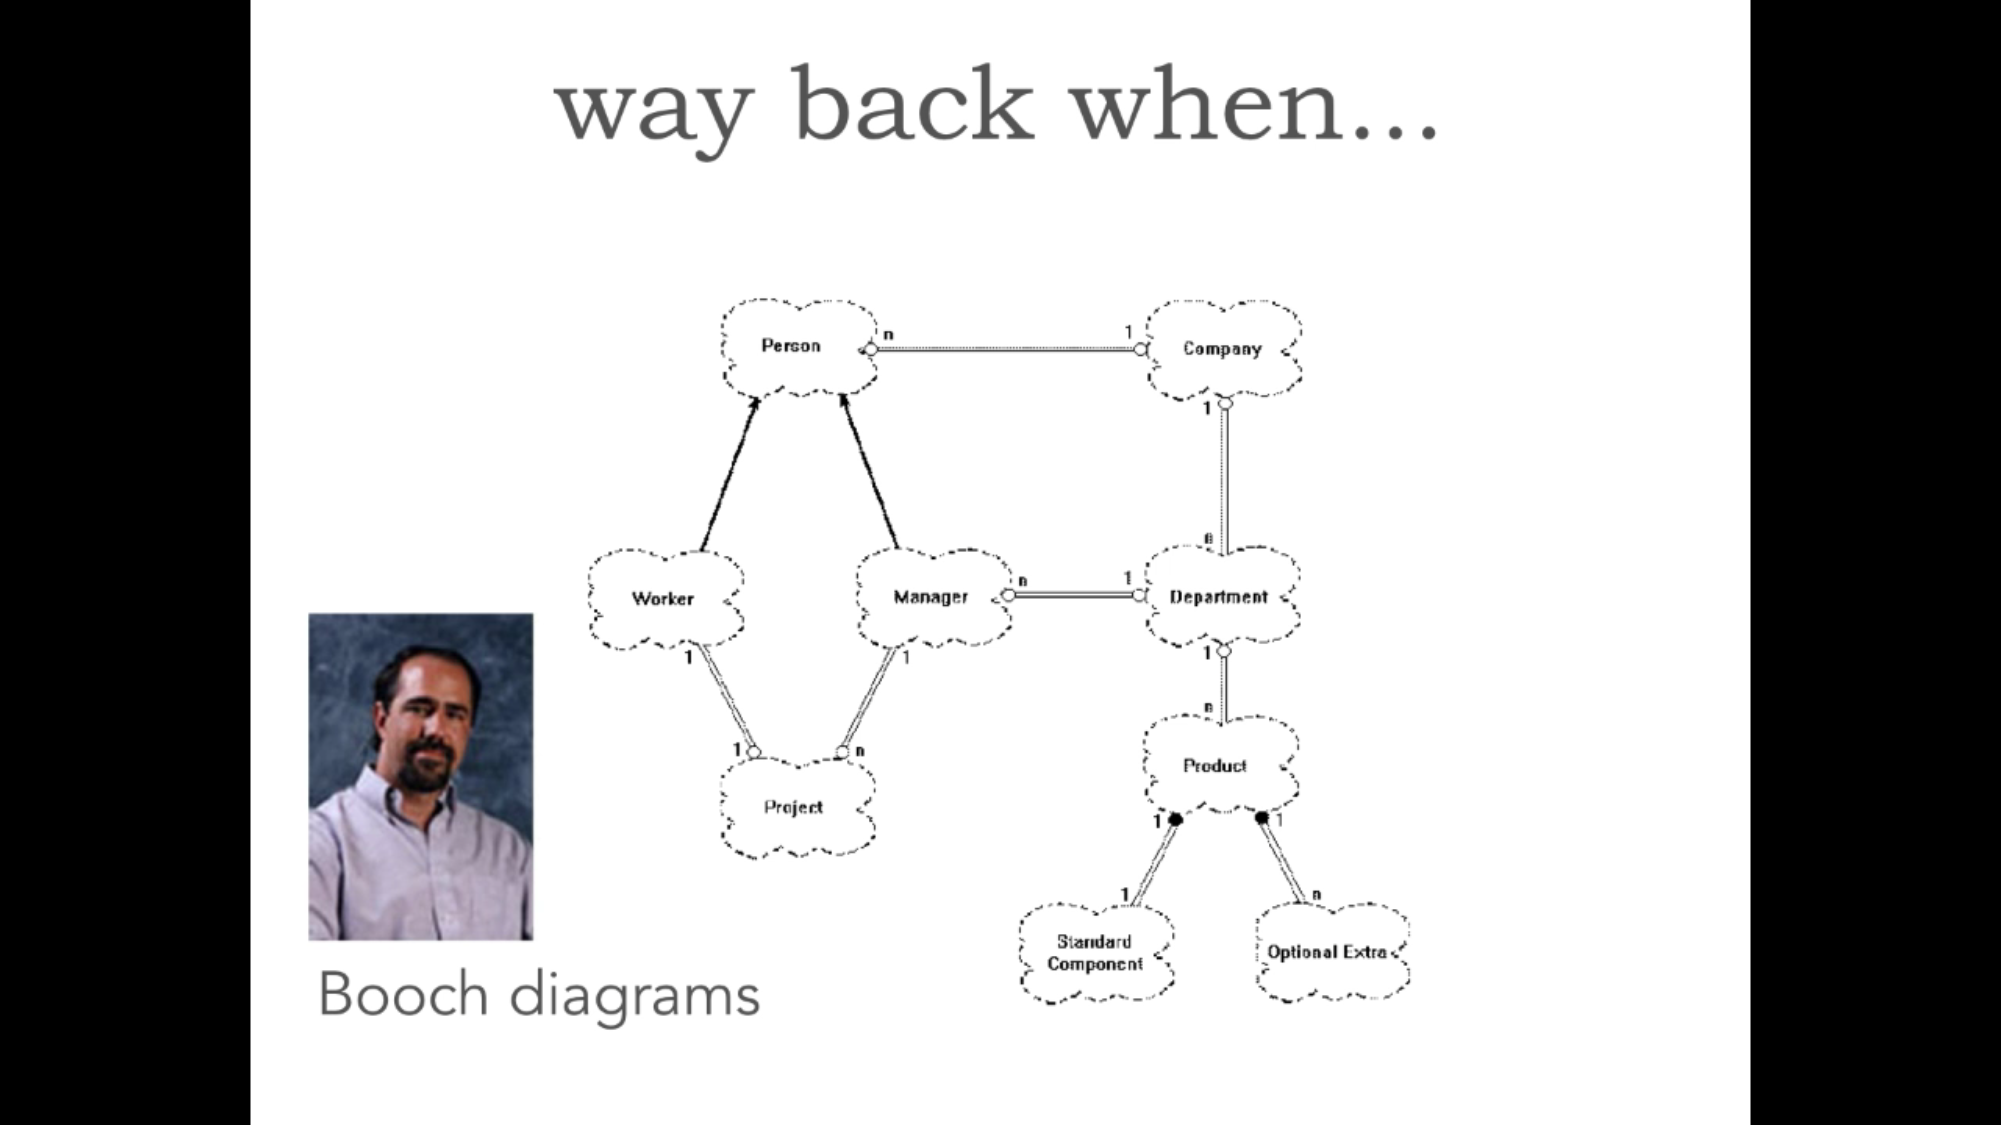 way back when...
Person
n
1
Company
1
n
Worker
Manager
n
1
Department
1
1
1
n
1
n
Product
Project
1
1
1
n
Standard
Component
Optional Extra
Booch diagrams